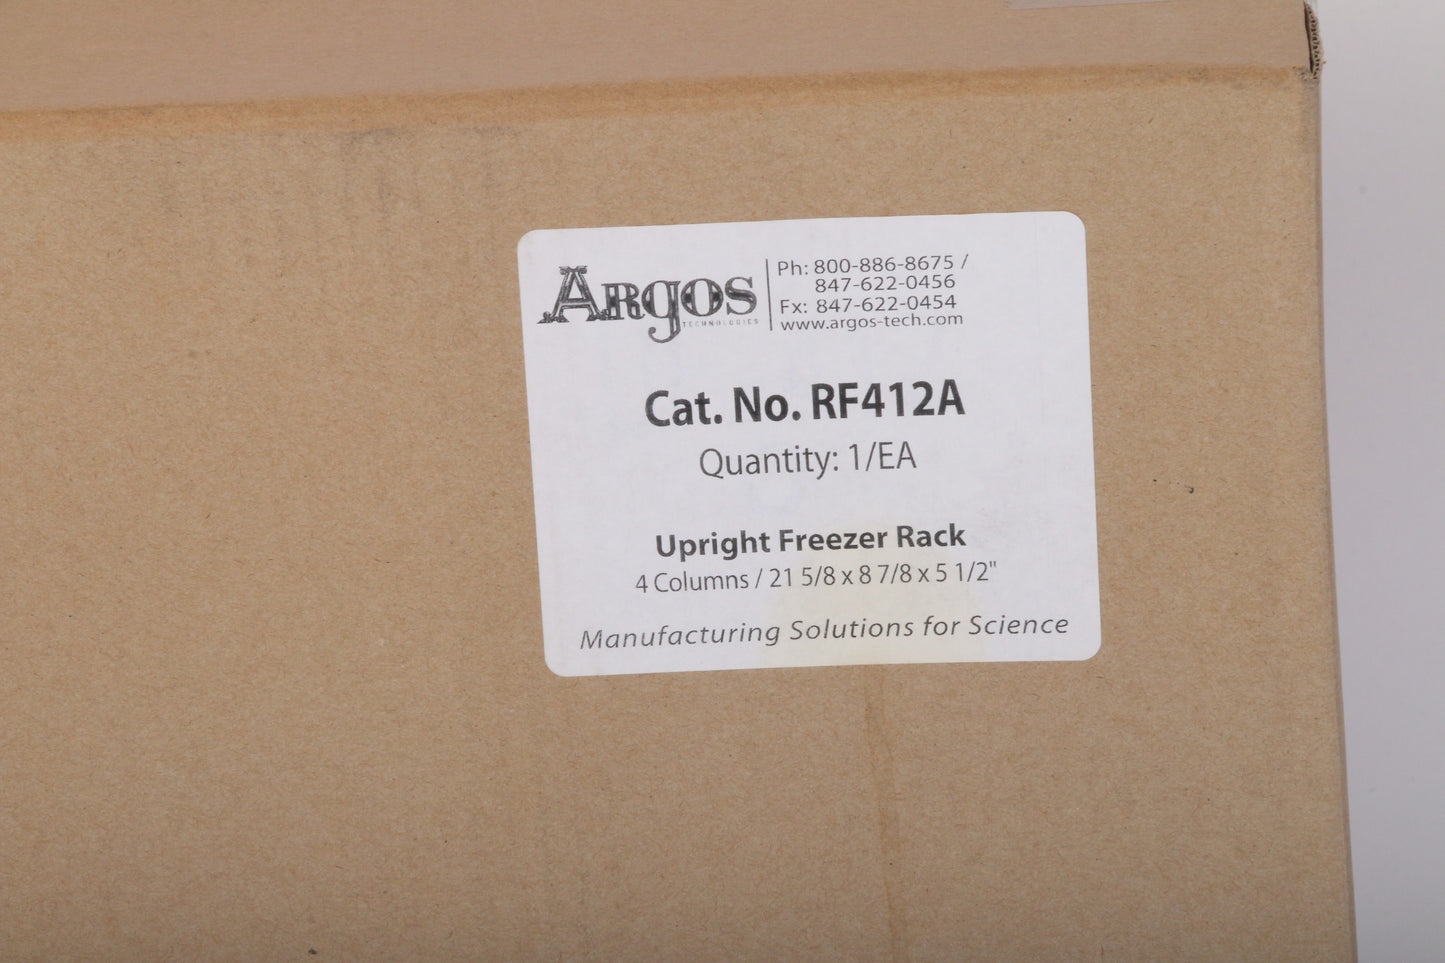 ARGOS
TECHNOLOGIES
Ph: 800-886-8675 /
847-622-0456
Fx: 847-622-0454
www.argos-tech.com
Cat. No. RF412A
Quantity: 1/EA
Upright Freezer Rack
4 Columns / 21 5/8 x 8 7/8 x 5 1/2"
Manufacturing Solutions for Science